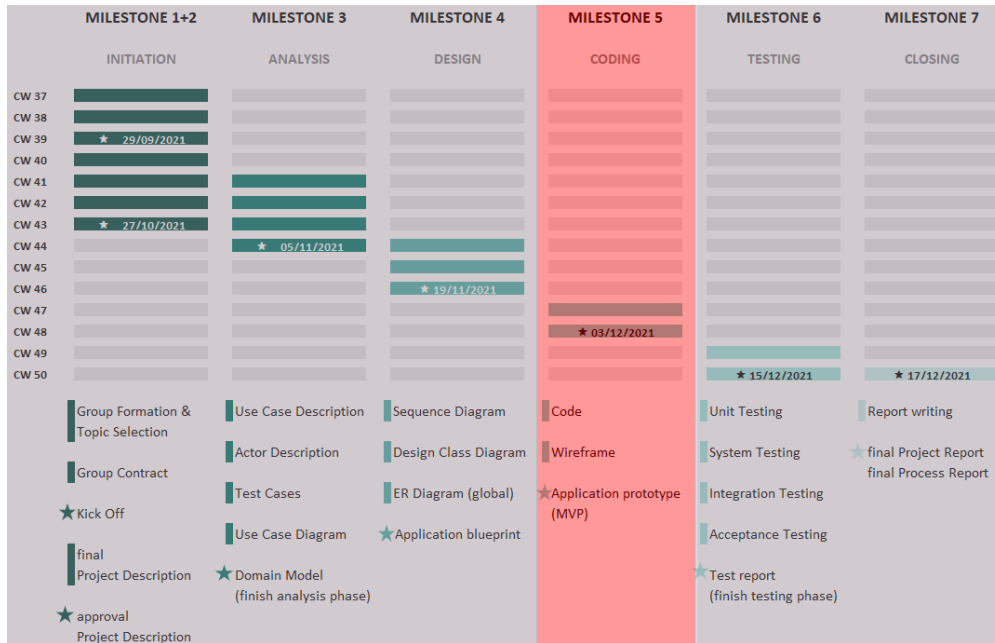 MILESTONE 1+2 MILESTONE 3 MILESTONE 4 MILESTONE 5 MILESTONE 6 MILESTONE 7
INITIATION ANALYSIS DESIGN CODING TESTING CLOSING
CW 37
CW 38
CW 39 29/09/2021
CW 40
CW 41
CW 42
CW 43 27/10/2021
CW 44 05/11/2021
CW 45
CW 46 19/11/2021
CW 47
CW 48 03/12/2021
CW 49
CW 50 15/12/2021 17/12/2021
Group Formation &
Topic Selection
Group Contract
Kick Off
final
Project Description
approval
Project Description
Use Case Description
Actor Description
Test Cases
Use Case Diagram
Domain Model
(finish analysis phase)
Sequence Diagram
Design Class Diagram
ER Diagram (global)
Application blueprint
Code
Wireframe
Application prototype
(MVP)
Unit Testing
System Testing
Integration Testing
Acceptance Testing
Test report
(finish testing phase)
Report writing
final Project Report
final Process Report